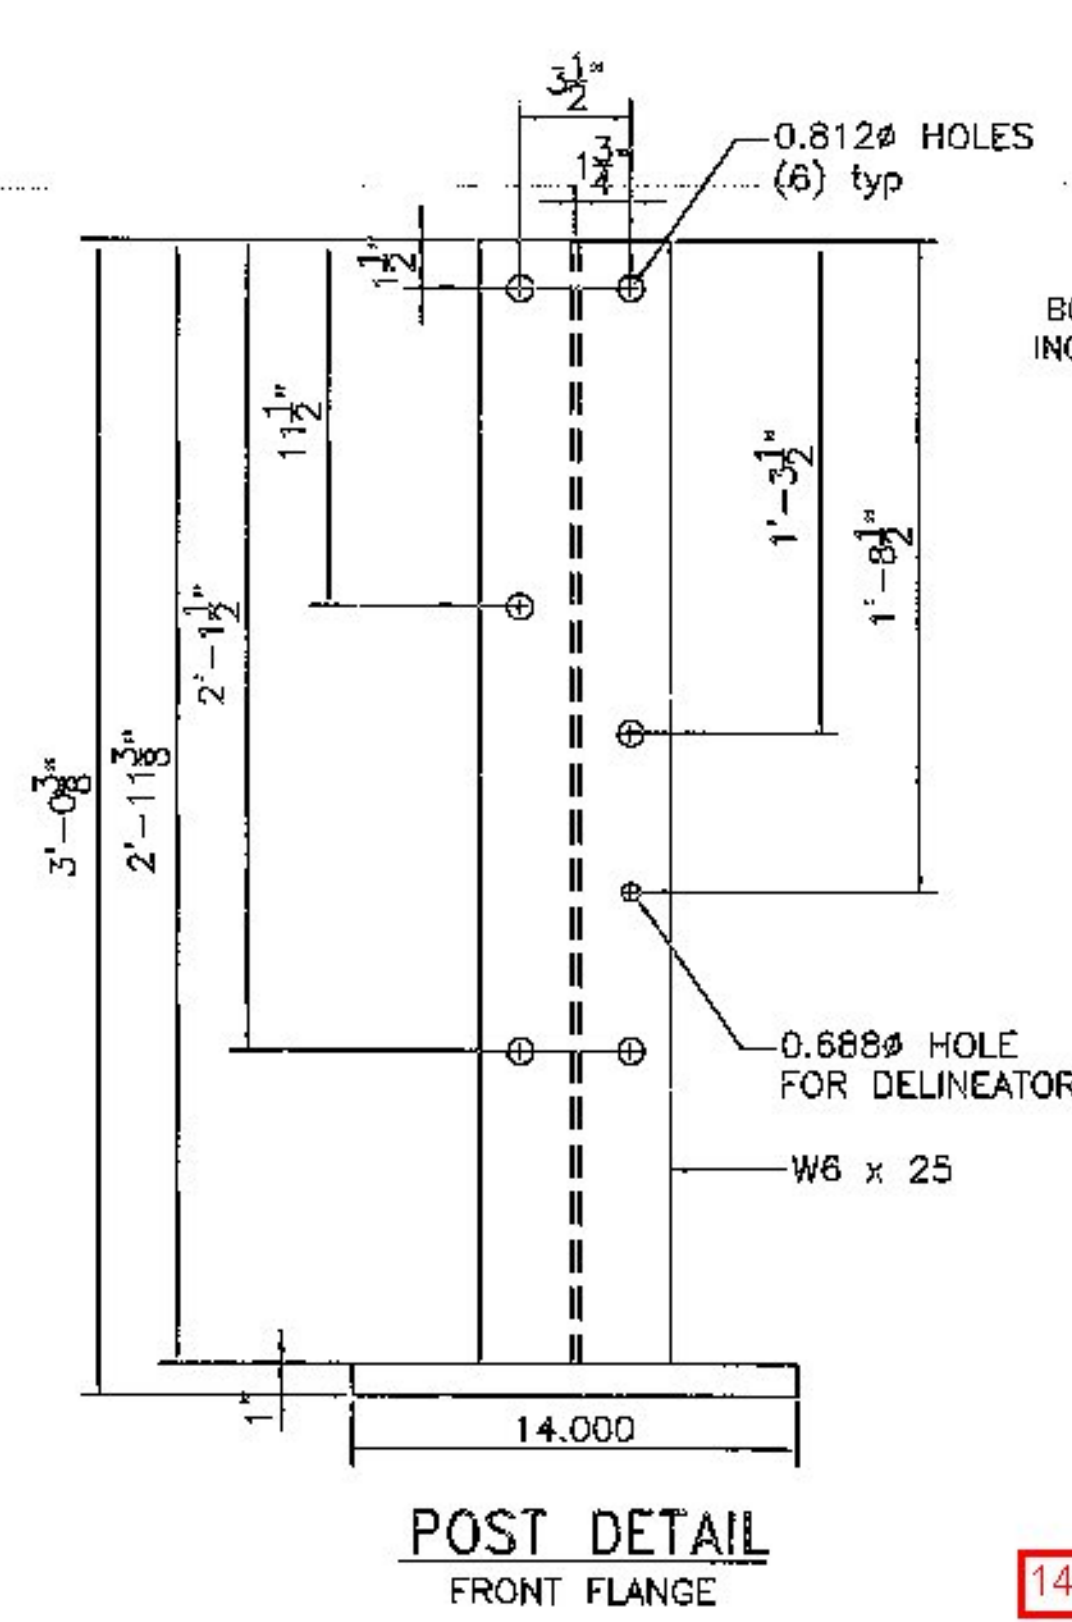 3 1/2"
1 3/4"
0.812ø HOLES
(6) typ
1 1/2"
11 1/2"
1'-3 1/2"
1'-8 1/2"
2'-1 1/2"
2'-11 3/8"
3'-0 3/8"
0.688ø HOLE
FOR DELINEATOR
W6 x 25
1
14.000
POST DETAIL
FRONT FLANGE
14